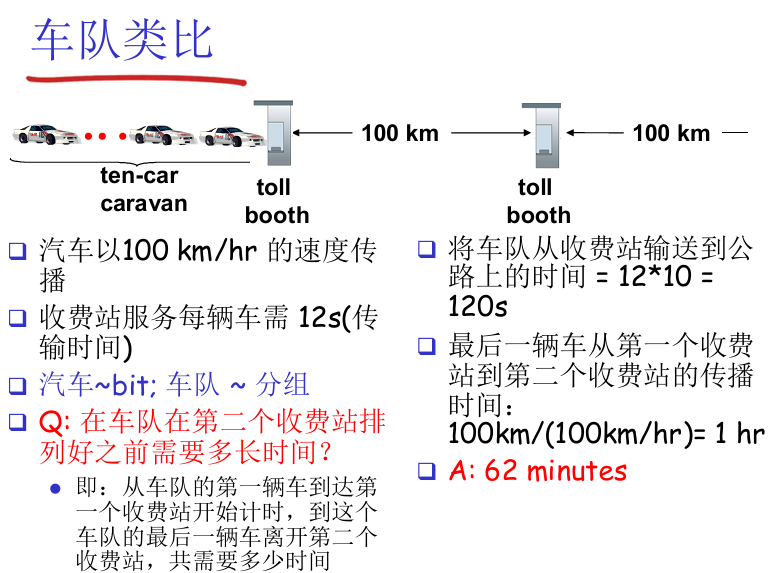 车队类比
100 km
100 km
ten-car
caravan
toll
booth
toll
booth
汽车以100 km/hr 的速度传
播
收费站服务每辆车需 12s(传
输时间)
汽车~bit; 车队 ~ 分组
Q: 在车队在第二个收费站排
列好之前需要多长时间？
即：从车队的第一辆车到达第
一个收费站开始计时，到这个
车队的最后一辆车离开第二个
收费站，共需要多少时间
将车队从收费站输送到公
路上的时间 = 12*10 =
120s
最后一辆车从第一个收费
站到第二个收费站的传播
时间：
100km/(100km/hr)= 1 hr
A: 62 minutes